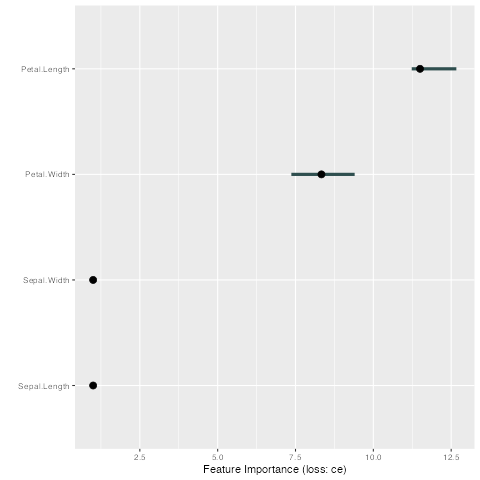 Petal.Length
Petal.Width
Sepal.Width
Sepal.Length
2.5 5.0 7.5 10.0 12.5
Feature Importance (loss: ce)